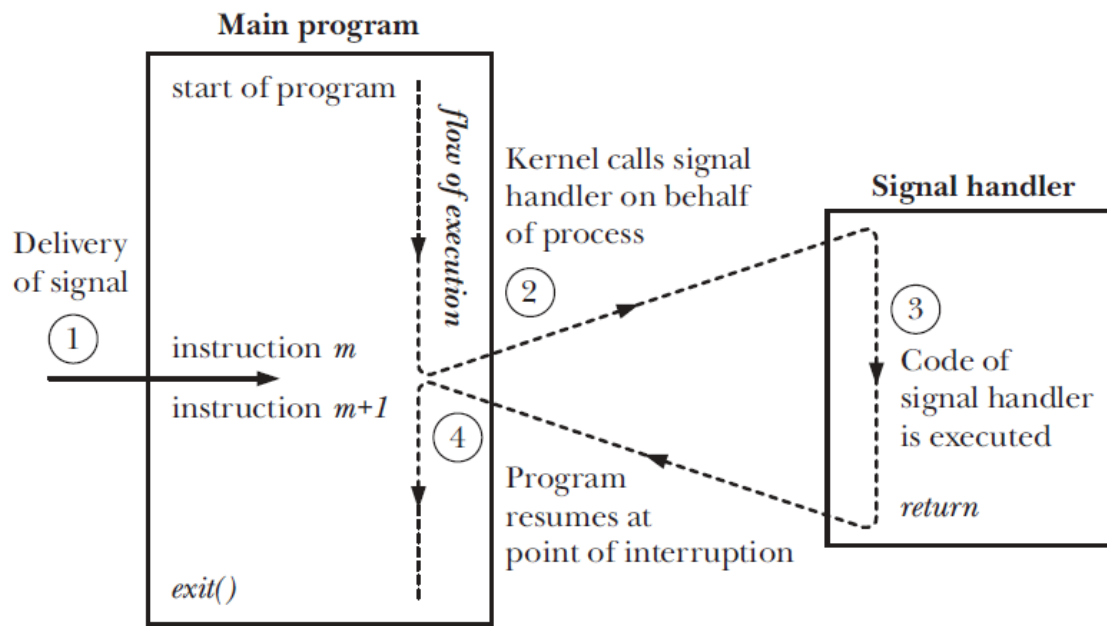 Main program
start of program
flow of execution
Kernel calls signal
handler on behalf
of process
2
Signal handler
Delivery
of signal
1
3
instruction m
instruction m+1
4
Code of
signal handler
is executed
Program
resumes at
point of interruption
return
exit()